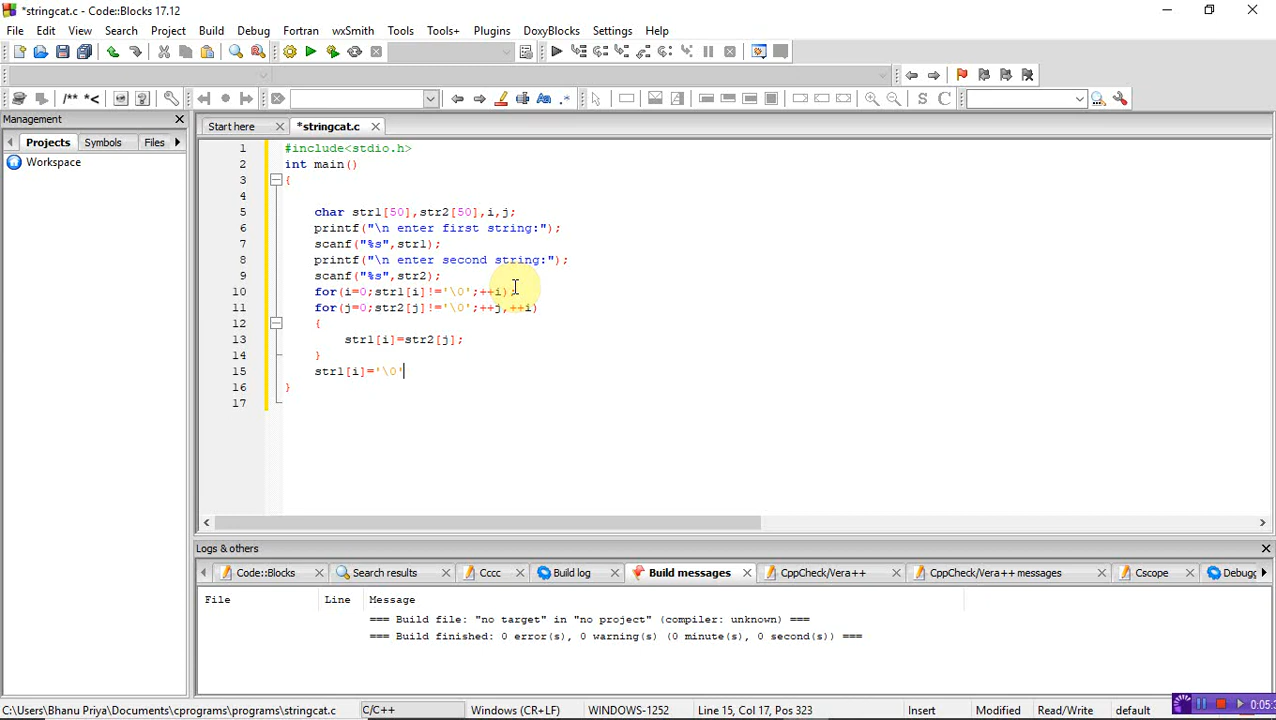 *stringcat.c - Code::Blocks 17.12
File Edit View Search Project Build Debug Fortran wxSmith Tools Tools+ Plugins DoxyBlocks Settings Help
/** *<
S C
Management
Projects Symbols Files
Workspace
Start here *stringcat.c
1 #include<stdio.h>
2 int main()
3 {
4
5 char str1[50],str2[50],i,j;
6 printf("\n enter first string:");
7 scanf("%s",str1);
8 printf("\n enter second string:");
9 scanf("%s",str2);
10 for(i=0;str1[i]!='\0';++i);
11 for(j=0;str2[j]!='\0';++j,++i)
12 {
13 str1[i]=str2[j];
14 }
15 str1[i]='\0'
16 }
17
Logs & others
Code::Blocks Search results Cccc Build log Build messages CppCheck/Vera++ CppCheck/Vera++ messages Cscope Debugg
File Line Message
=== Build file: "no target" in "no project" (compiler: unknown) ===
=== Build finished: 0 error(s), 0 warning(s) (0 minute(s), 0 second(s)) ===
C:\Users\Bhanu Priya\Documents\cprograms\programs\stringcat.c C/C++ Windows (CR+LF) WINDOWS-1252 Line 15, Col 17, Pos 323 Insert Modified Read/Write default